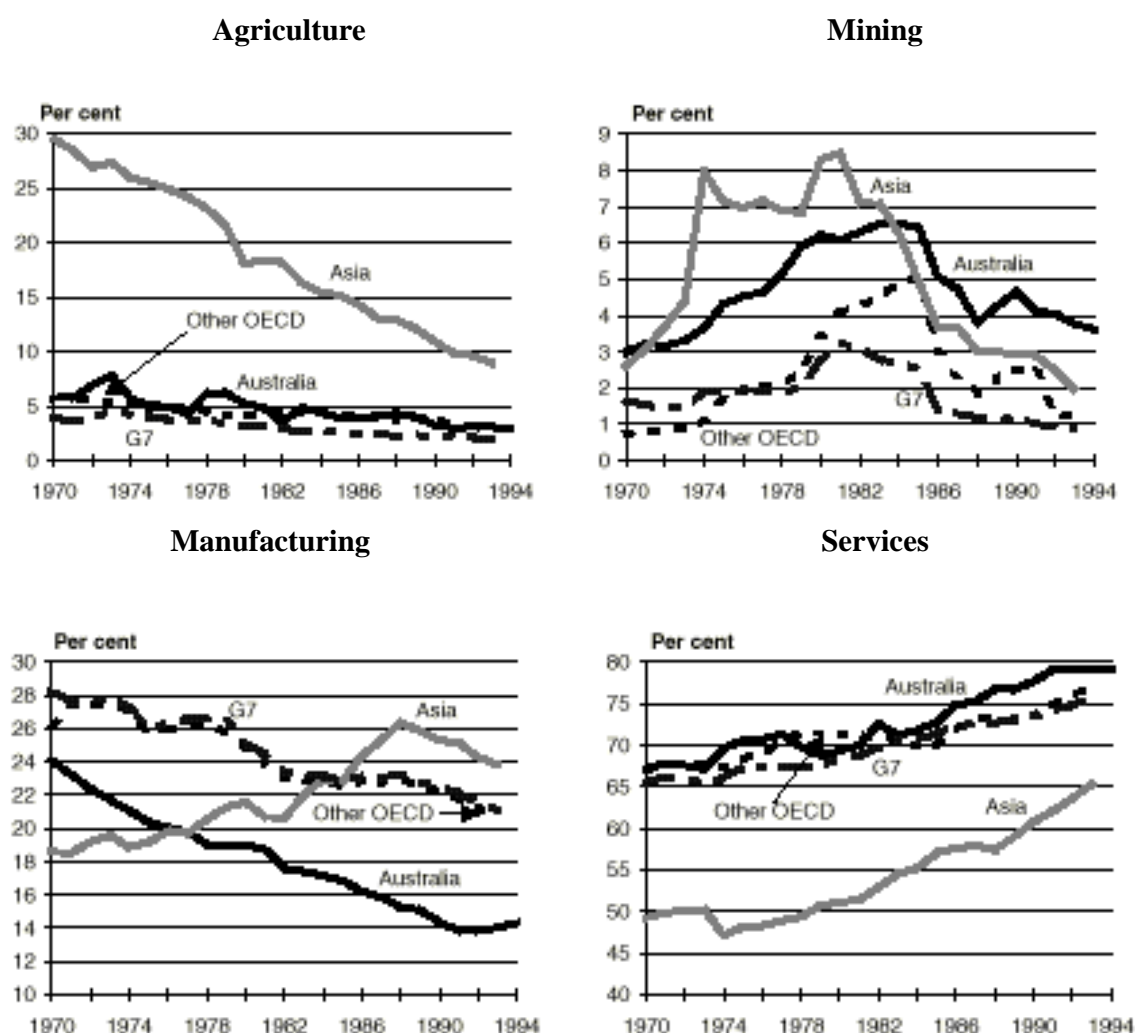 Agriculture
Per cent
30
25
20
15
10
5
0
Asia
Other OECD
Australia
G7
1970 1974 1978 1982 1986 1990 1994
Mining
Per cent
9
8
7
6
5
4
3
2
1
0
Asia
Australia
G7
Other OECD
1970 1974 1978 1982 1986 1990 1994
Manufacturing
Per cent
30
28
26
24
22
20
18
16
14
12
10
G7
Asia
Other OECD
Australia
1970 1974 1978 1982 1986 1990 1994
Services
Per cent
80
75
70
65
60
55
50
45
40
Australia
G7
Other OECD
Asia
1970 1974 1978 1982 1986 1990 1994